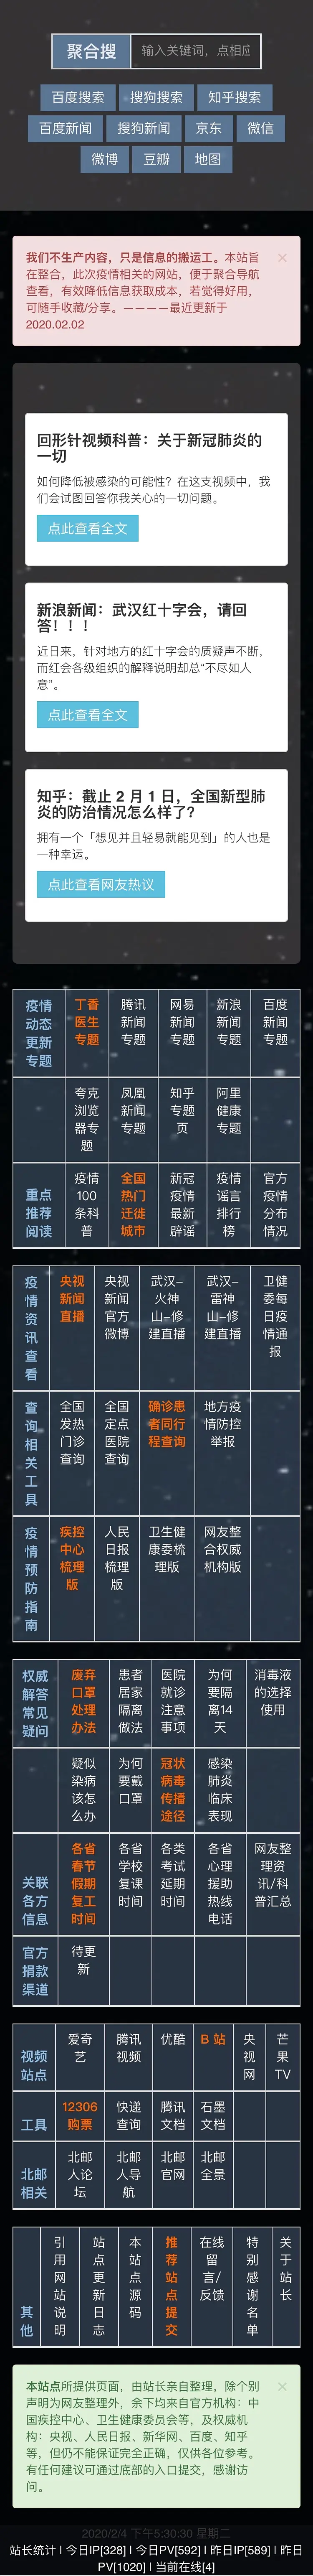 聚合搜
输入关键词，点相应
百度搜索
搜狗搜索
知乎搜索
百度新闻
搜狗新闻
京东
微信
微博
豆瓣
地图
我们不生产内容，只是信息的搬运工。本站旨
在整合，此次疫情相关的网站，便于聚合导航
查看，有效降低信息获取成本，若觉得好用，
可随手收藏/分享。————最近更新于
2020.02.02
×
回形针视频科普：关于新冠肺炎的
一切
如何降低被感染的可能性？在这支视频中，我
们会试图回答你我关心的一切问题。
点此查看全文
新浪新闻：武汉红十字会，请回
答！！！
近日来，针对地方的红十字会的质疑声不断，
而红会各级组织的解释说明却总“不尽如人
意”。
点此查看全文
知乎：截止 2 月 1 日，全国新型肺
炎的防治情况怎么样了？
拥有一个「想见并且轻易就能见到」的人也是
一种幸运。
点此查看网友热议
疫情
动态
更新
专题
丁香
医生
专题
腾讯
新闻
专题
网易
新闻
专题
新浪
新闻
专题
百度
新闻
专题
夸克
浏览
器专
题
凤凰
新闻
专题
知乎
专题
页
阿里
健康
专题
重点
推荐
阅读
疫情
100
条科
普
全国
热门
迁徙
城市
新冠
疫情
最新
辟谣
疫情
谣言
排行
榜
官方
疫情
分布
情况
疫
情
资
讯
查
看
央视
新闻
直播
央视
新闻
官方
微博
武汉-
火神
山-修
建直播
武汉-
雷神
山-修
建直播
卫健
委每
日疫
情通
报
查
询
相
关
工
具
全国
发热
门诊
查询
全国
定点
医院
查询
确诊患
者同行
程查询
地方疫
情防控
举报
疫
情
预
防
指
南
疾控
中心
梳理
版
人民
日报
梳理
版
卫生健
康委梳
理版
网友整
合权威
机构版
权威
解答
常见
疑问
废弃
口罩
处理
办法
患者
居家
隔离
做法
医院
就诊
注意
事项
为何
要隔
离14
天
消毒液
的选择
使用
疑似
染病
该怎
么办
为何
要戴
口罩
冠状
病毒
传播
途径
感染
肺炎
临床
表现
关联
各方
信息
各省
春节
假期
复工
时间
各省
学校
复课
时间
各类
考试
延期
时间
各省
心理
援助
热线
电话
网友整
理资
讯/科
普汇总
官方
捐款
渠道
待更
新
视频
站点
爱奇
艺
腾讯
视频
优酷
B 站
央
视
网
芒
果
TV
工具
12306
购票
快递
查询
腾讯
文档
石墨
文档
北邮
相关
北邮
人论
坛
北邮
人导
航
北邮
官网
北邮
全景
其
他
引
用
网
站
说
明
站
点
更
新
日
志
本
站
点
源
码
推
荐
站
点
提
交
在线
留
言/
反馈
特
别
感
谢
名
单
关
于
站
长
本站点所提供页面，由站长亲自整理，除个别
声明为网友整理外，余下均来自官方机构：中
国疾控中心、卫生健康委员会等，及权威机
构：央视、人民日报、新华网、百度、知乎
等，但仍不能保证完全正确，仅供各位参考。
有任何建议可通过底部的入口提交，感谢访
问。
×
2020/2/4 下午5:30:30 星期二
站长统计 | 今日IP[328] | 今日PV[592] | 昨日IP[589] | 昨日
PV[1020] | 当前在线[4]